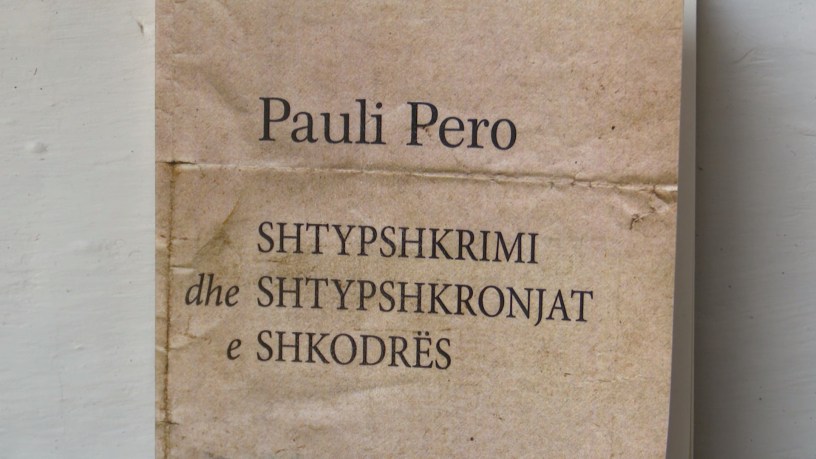 Pauli Pero
SHTYPSHKRIMI
dhe SHTYPSHKRONJAT
e SHKODRËS